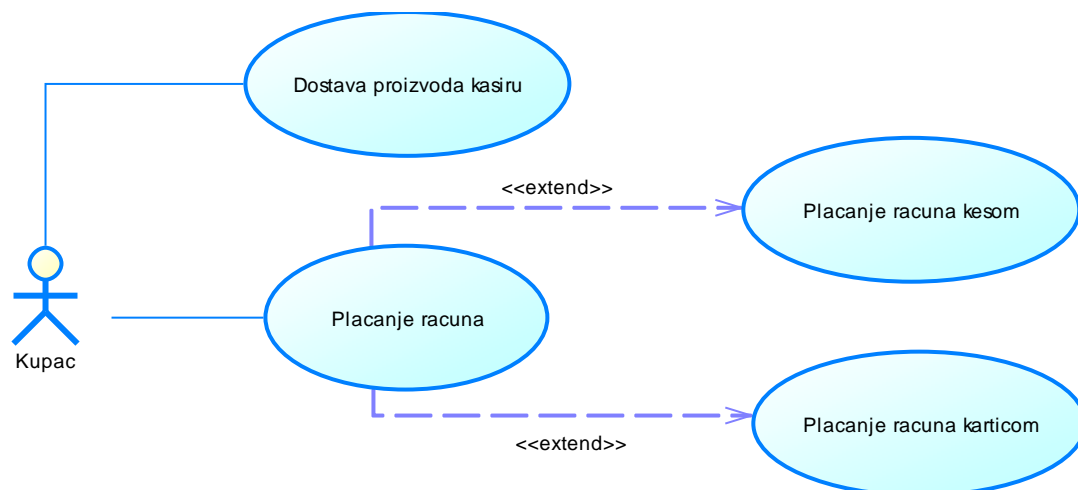 Dostava proizvoda kasiru
<<extend>>
Placanje racuna kesom
Placanje racuna
Kupac
Placanje racuna karticom
<<extend>>